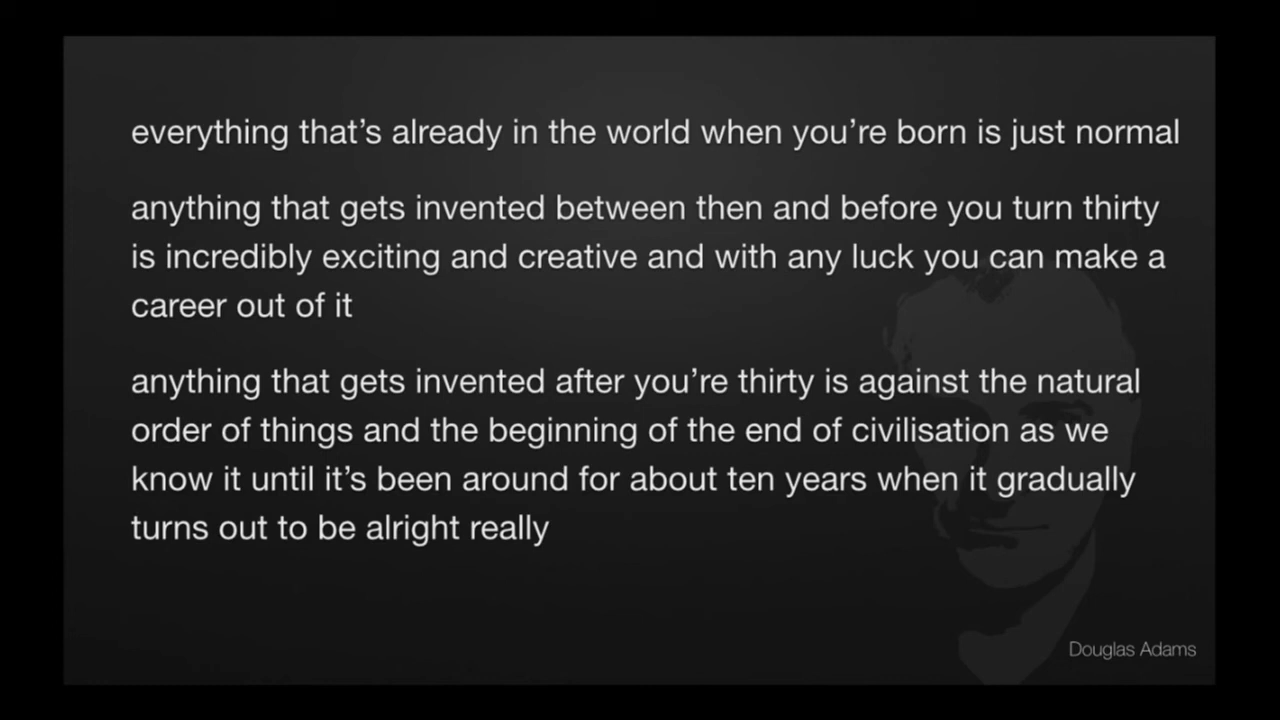 everything that’s already in the world when you’re born is just normal
anything that gets invented between then and before you turn thirty
is incredibly exciting and creative and with any luck you can make a
career out of it
anything that gets invented after you’re thirty is against the natural
order of things and the beginning of the end of civilisation as we
know it until it’s been around for about ten years when it gradually
turns out to be alright really
Douglas Adams